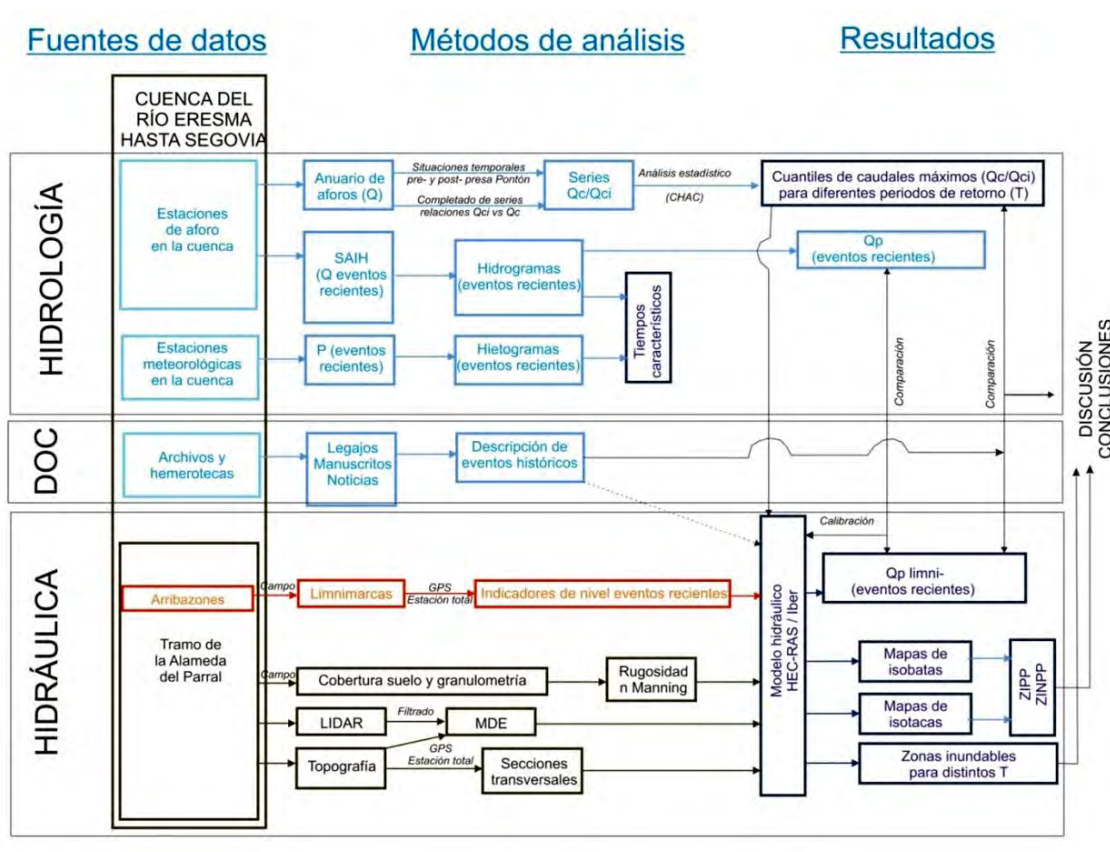 Fuentes de datos
Métodos de análisis
Resultados
CUENCA DEL
RÍO ERESMA
HASTA SEGOVIA
HIDROLOGÍA
Estaciones
de aforo
en la cuenca
Anuario de
aforos (Q)
Situaciones temporales
pre- y post- presa Pontón
Completado de series
relaciones Qci vs Qc
Series
Qc/Qci
Análisis estadístico
(CHAC)
Cuantiles de caudales máximos (Qc/Qci)
para diferentes periodos de retorno (T)
SAIH
(Q eventos
recientes)
Hidrogramas
(eventos recientes)
Qp
(eventos recientes)
Tiempos
característicos
Estaciones
meteorológicas
en la cuenca
P (eventos
recientes)
Hietogramas
(eventos recientes)
Comparación
Comparación
DISCUSIÓN
CONCLUSIONES
DOC
Archivos y
hemerotecas
Legajos
Manuscritos
Noticias
Descripción de
eventos históricos
HIDRÁULICA
Calibración
Arribazones
Campo
Limnimarcas
GPS
Estación total
Indicadores de nivel eventos recientes
Modelo hidráulico
HEC-RAS / Iber
Qp limni-
(eventos recientes)
Tramo de
la Alameda
del Parral
Campo
Cobertura suelo y granulometría
Rugosidad
n Manning
Mapas de
isobatas
ZIPP
ZINPP
LIDAR
Filtrado
MDE
Mapas de
isotacas
Topografía
GPS
Estación total
Secciones
transversales
Zonas inundables
para distintos T